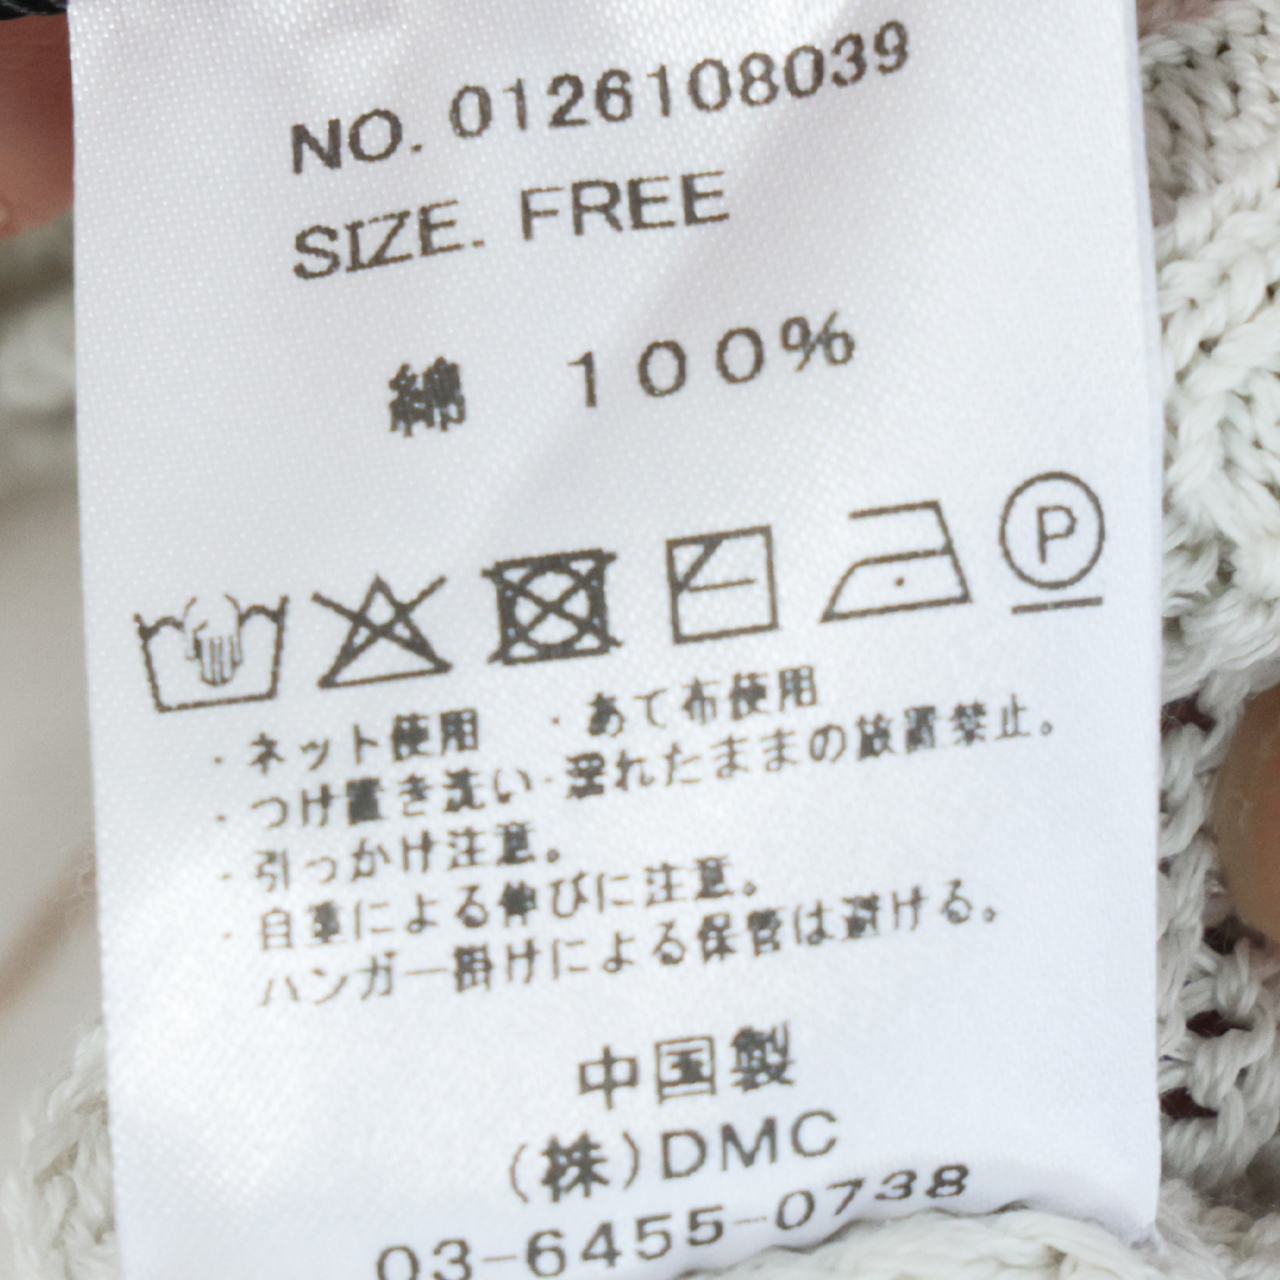 NO. 0126108039
SIZE. FREE
綿 100%
P
・ネット使用 ・あて布使用
・つけ置き洗い・濡れたままの放置禁止。
・引っかけ注意。
・自重による伸びに注意。
ハンガー掛けによる保管は避ける。
中国製
(株)DMC
03-6455-0738